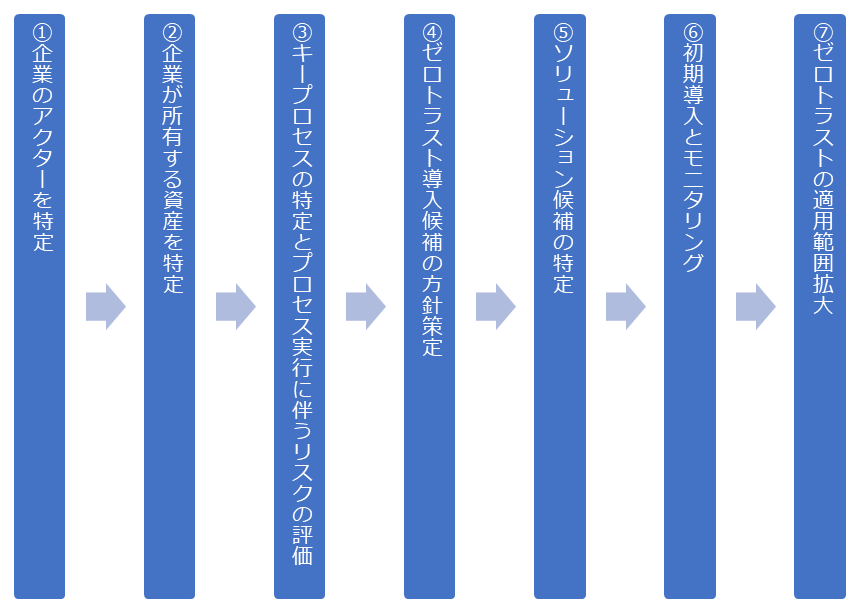 ①企業のアクターを特定
②企業が所有する資産を特定
③キープロセスの特定とプロセス実行に伴うリスクの評価
④ゼロトラスト導入候補の方針策定
⑤ソリューション候補の特定
⑥初期導入とモニタリング
⑦ゼロトラストの適用範囲拡大